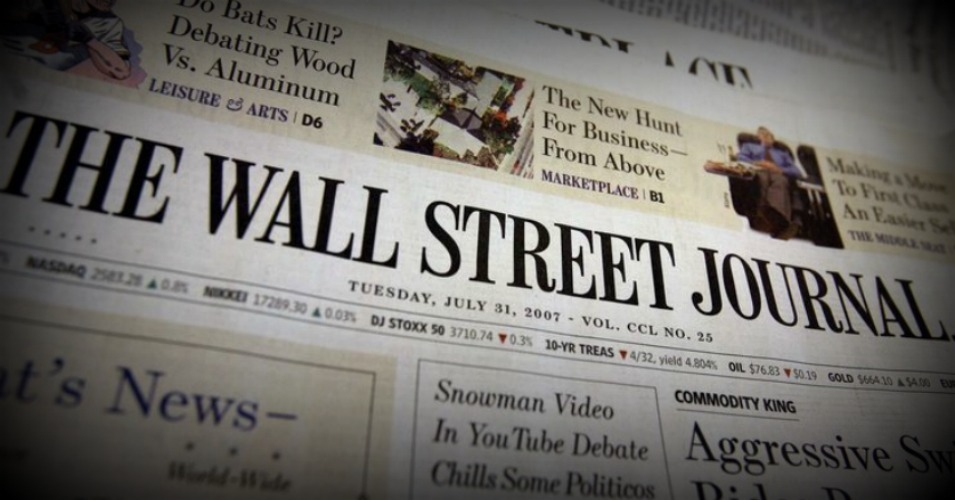 Do Bats Kill?
Debating Wood
Vs. Aluminum
LEISURE & ARTS | D6
The New Hunt
For Business—
From Above
MARKETPLACE | B1
Making a Move
To First Class
An Easier
THE MIDDLE SEAT
THE WALL STREET JOURNAL.
TUESDAY, JULY 31, 2007 - VOL. CCL NO. 25
NASDAQ 2583.28 ▲ 0.8% NIKKEI 17289.30 ▲ 0.03% DJ STOXX 50 3710.74 ▼ 0.3% 10-YR TREAS ▼ 4/32, yield 4.804% OIL $76.83 ▼ $0.19 GOLD $664.10 ▲ $4.00
t's News—
World-Wide
Snowman Video
In YouTube Debate
Chills Some Politicos
COMMODITY KING
Aggressive Sw